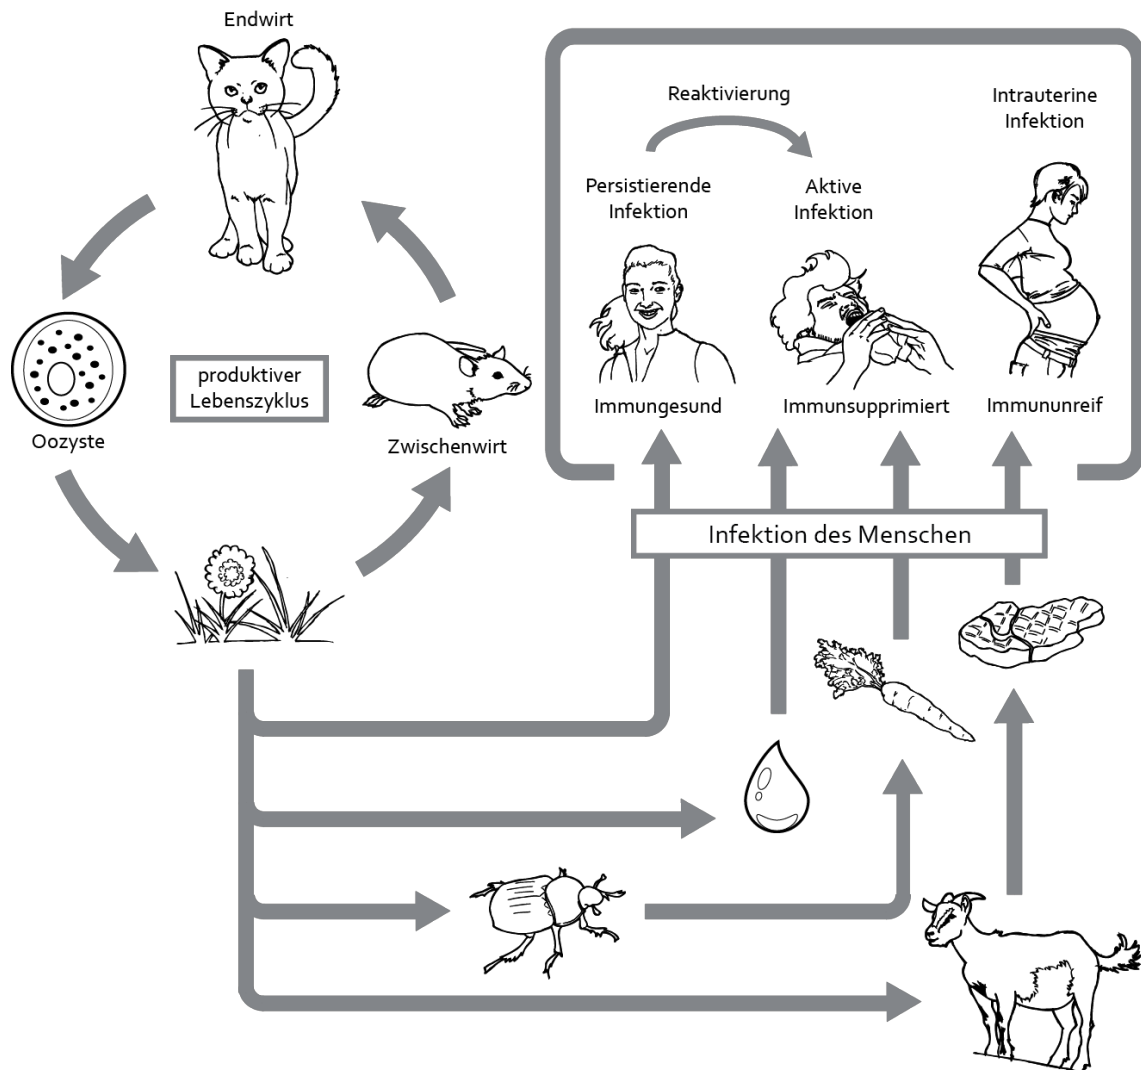 Endwirt
produktiver
Lebenszyklus
Oozyste
Zwischenwirt
Reaktivierung
Persistierende
Infektion
Aktive
Infektion
Intrauterine
Infektion
Immungesund
Immunsupprimiert
Immununreif
Infektion des Menschen